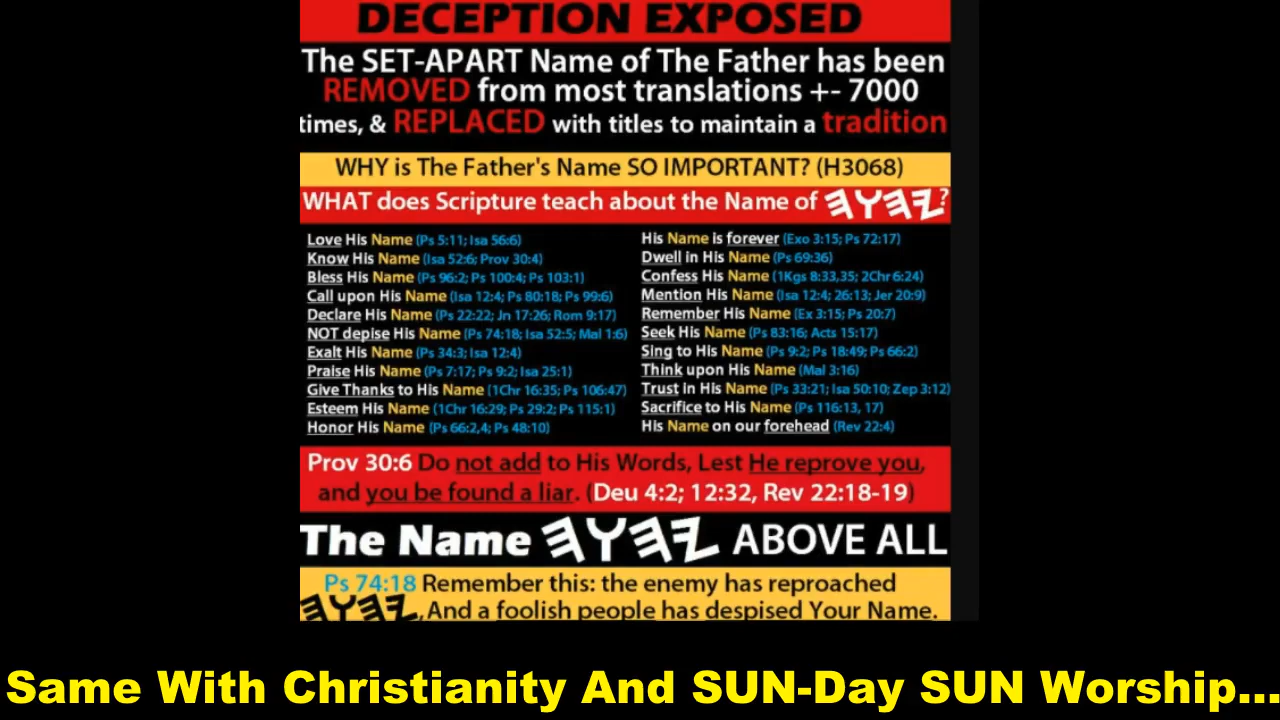 DECEPTION EXPOSED
The SET-APART Name of The Father has been
REMOVED from most translations +- 7000
times, & REPLACED with titles to maintain a tradition
WHY is The Father's Name SO IMPORTANT? (H3068)
WHAT does Scripture teach about the Name of 𐤉𐤄𐤅𐤄?
Love His Name (Ps 5:11; Isa 56:6)
Know His Name (Isa 52:6; Prov 30:4)
Bless His Name (Ps 96:2; Ps 100:4; Ps 103:1)
Call upon His Name (Isa 12:4; Ps 80:18; Ps 99:6)
Declare His Name (Ps 22:22; Jn 17:26; Rom 9:17)
NOT depise His Name (Ps 74:18; Isa 52:5; Mal 1:6)
Exalt His Name (Ps 34:3; Isa 12:4)
Praise His Name (Ps 7:17; Ps 9:2; Isa 25:1)
Give Thanks to His Name (1Chr 16:35; Ps 106:47)
Esteem His Name (1Chr 16:29; Ps 29:2; Ps 115:1)
Honor His Name (Ps 66:2,4; Ps 48:10)
His Name is forever (Exo 3:15; Ps 72:17)
Dwell in His Name (Ps 69:36)
Confess His Name (1Kgs 8:33,35; 2Chr 6:24)
Mention His Name (Isa 12:4; 26:13; Jer 20:9)
Remember His Name (Ex 3:15; Ps 20:7)
Seek His Name (Ps 83:16; Acts 15:17)
Sing to His Name (Ps 9:2; Ps 18:49; Ps 66:2)
Think upon His Name (Mal 3:16)
Trust in His Name (Ps 33:21; Isa 50:10; Zep 3:12)
Sacrifice to His Name (Ps 116:13, 17)
His Name on our forehead (Rev 22:4)
Prov 30:6 Do not add to His Words, Lest He reprove you,
and you be found a liar. (Deu 4:2; 12:32, Rev 22:18-19)
The Name 𐤉𐤄𐤅𐤄 ABOVE ALL
Ps 74:18 Remember this: the enemy has reproached
𐤉𐤄𐤅𐤄, And a foolish people has despised Your Name.
Same With Christianity And SUN-Day SUN Worship...